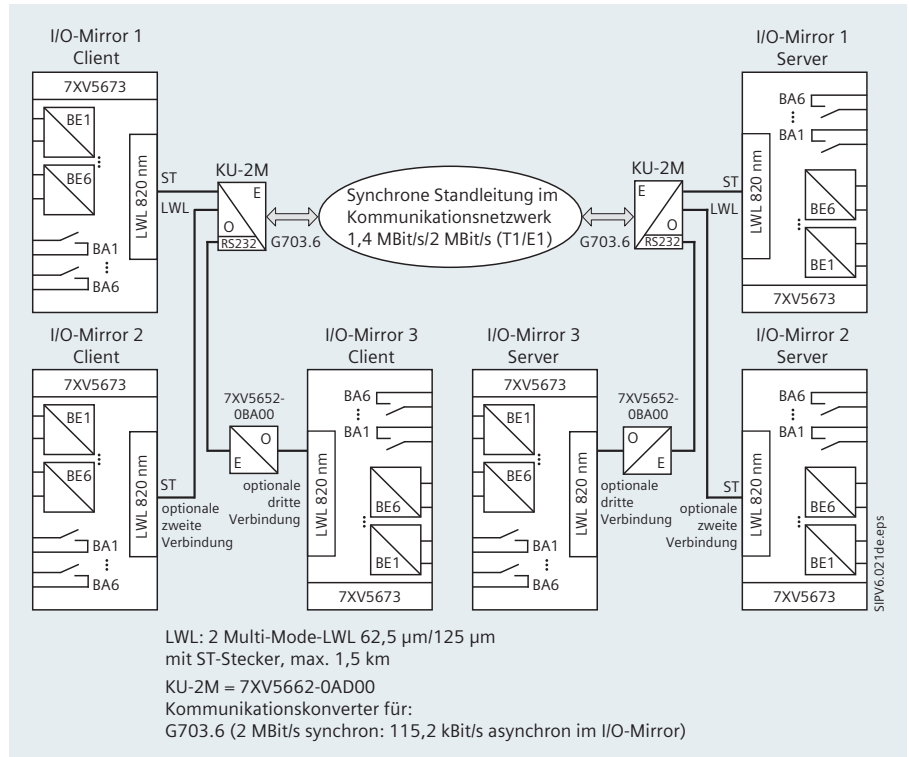 I/O-Mirror 1
Client
7XV5673
BE1
BE6
BA1
BA6
LWL 820 nm
ST
LWL
KU-2M
E
O
RS232
G703.6
Synchrone Standleitung im
Kommunikationsnetzwerk
1,4 MBit/s/2 MBit/s (T1/E1)
G703.6
KU-2M
E
O
RS232
ST
LWL
I/O-Mirror 1
Server
LWL 820 nm
BA6
BA1
BE6
BE1
7XV5673
I/O-Mirror 2
Client
7XV5673
BE1
BE6
BA1
BA6
LWL 820 nm
ST
optionale
zweite
Verbindung
7XV5652-
0BA00
O
E
optionale
dritte
Verbindung
I/O-Mirror 3
Client
LWL 820 nm
BA6
BA1
BE6
BE1
7XV5673
I/O-Mirror 3
Server
7XV5673
BE1
BE6
BA1
BA6
LWL 820 nm
7XV5652-
0BA00
O
E
optionale
dritte
Verbindung
ST
optionale
zweite
Verbindung
I/O-Mirror 2
Server
LWL 820 nm
BA6
BA1
BE6
BE1
7XV5673
SIPV6.021de.eps
LWL: 2 Multi-Mode-LWL 62,5 µm/125 µm
mit ST-Stecker, max. 1,5 km
KU-2M = 7XV5662-0AD00
Kommunikationskonverter für:
G703.6 (2 MBit/s synchron: 115,2 kBit/s asynchron im I/O-Mirror)